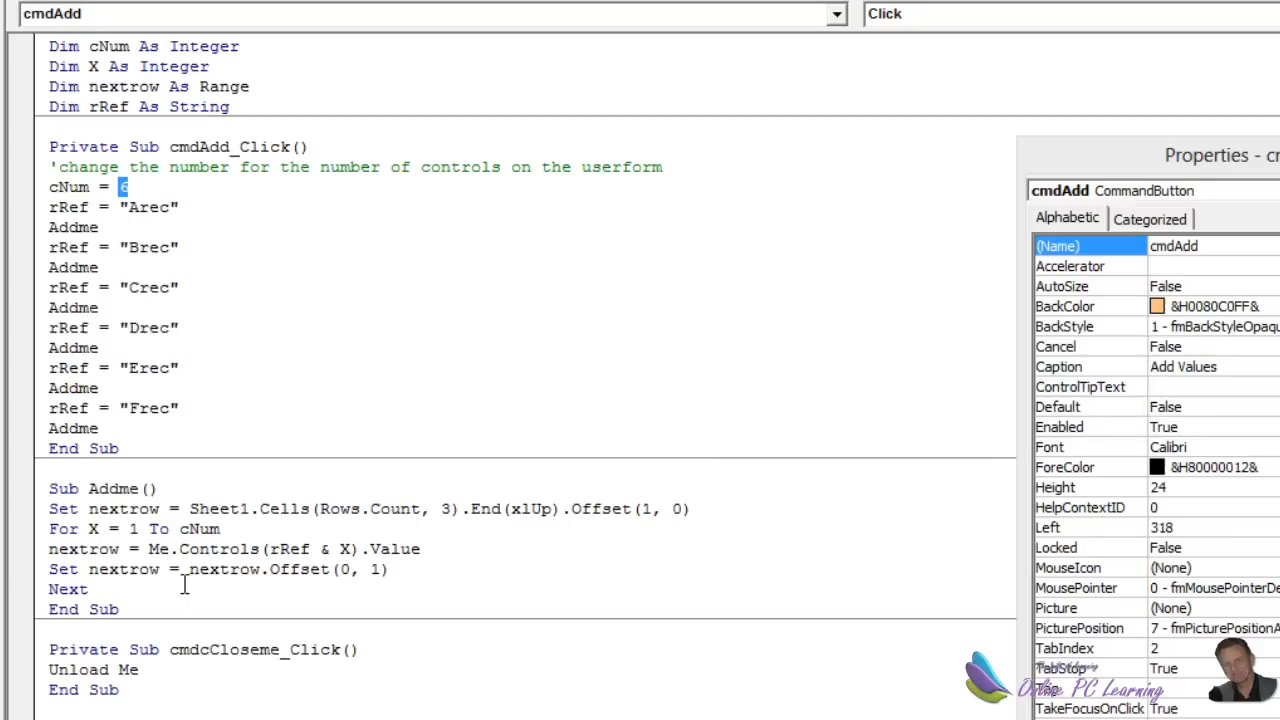 cmdAdd
Click
Dim cNum As Integer
Dim X As Integer
Dim nextrow As Range
Dim rRef As String
Private Sub cmdAdd_Click()
'change the number for the number of controls on the userform
cNum = 6
rRef = "Arec"
Addme
rRef = "Brec"
Addme
rRef = "Crec"
Addme
rRef = "Drec"
Addme
rRef = "Erec"
Addme
rRef = "Frec"
Addme
End Sub
Sub Addme()
Set nextrow = Sheet1.Cells(Rows.Count, 3).End(xlUp).Offset(1, 0)
For X = 1 To cNum
nextrow = Me.Controls(rRef & X).Value
Set nextrow = nextrow.Offset(0, 1)
Next
End Sub
Private Sub cmdcCloseme_Click()
Unload Me
End Sub
Properties - c
cmdAdd CommandButton
Alphabetic Categorized
(Name) cmdAdd
Accelerator
AutoSize False
BackColor &H0080C0FF&
BackStyle 1 - fmBackStyleOpaqu
Cancel False
Caption Add Values
ControlTipText
Default False
Enabled True
Font Calibri
ForeColor &H80000012&
Height 24
HelpContextID 0
Left 318
Locked False
MouseIcon (None)
MousePointer 0 - fmMousePointerDe
Picture (None)
PicturePosition 7 - fmPicturePositionA
TabIndex 2
TabStop True
TakeFocusOnClick True
Online PC Learning